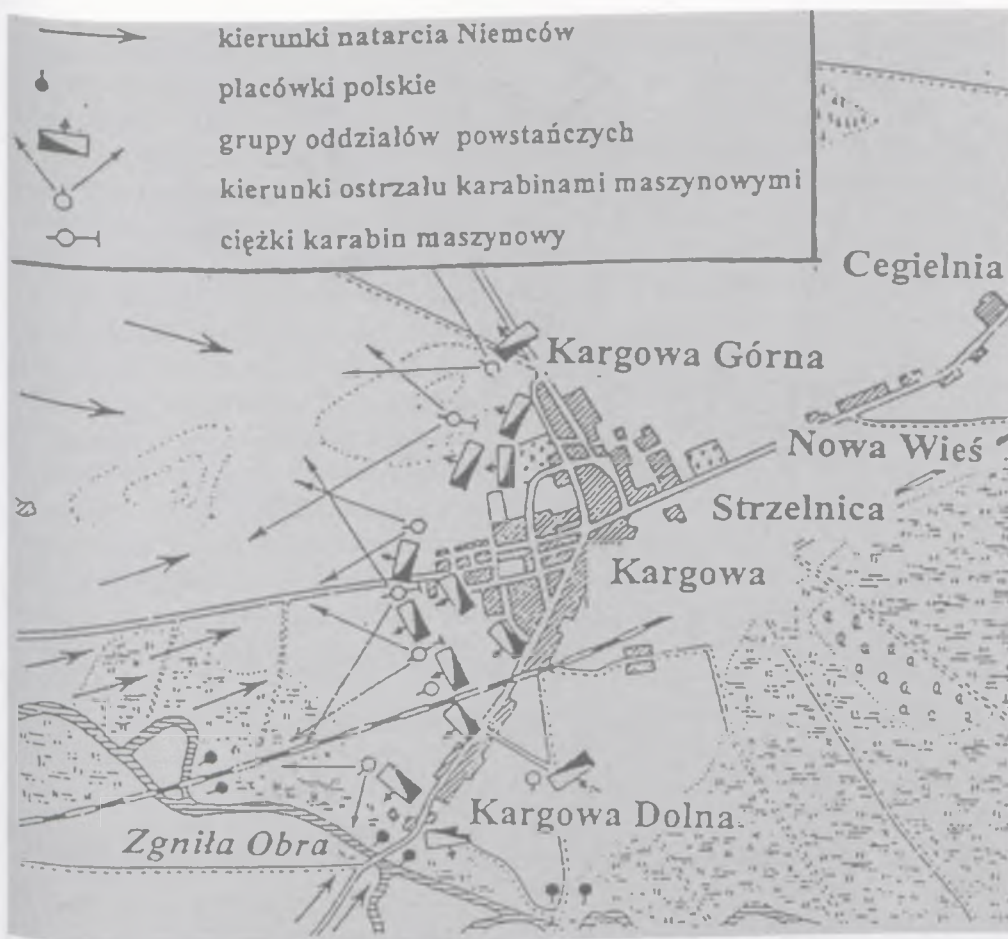 kierunki natarcia Niemców
placówki polskie
grupy oddziałów powstańczych
kierunki ostrzału karabinami maszynowymi
ciężki karabin maszynowy
Cegielnia
Kargowa Górna
Nowa Wieś
Strzelnica
Kargowa
Kargowa Dolna
Zgniła Obra